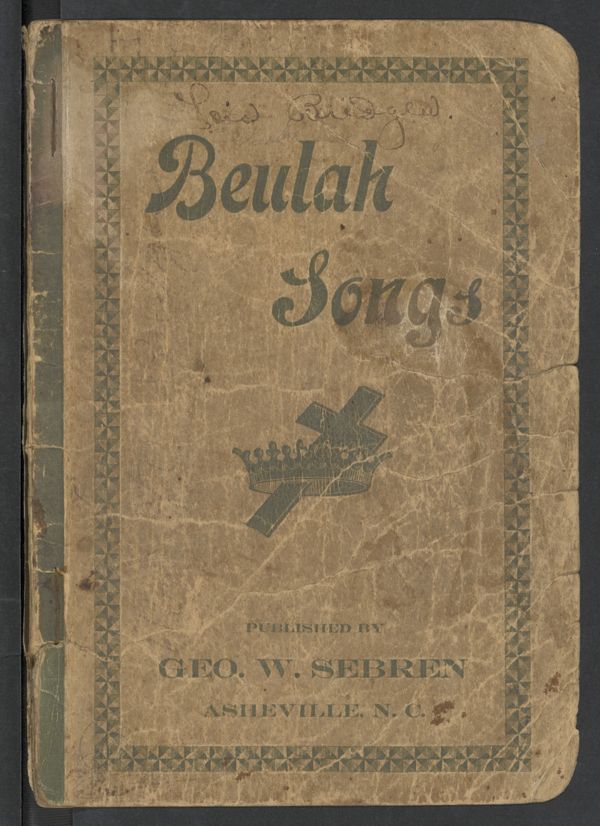 Beulah
Songs
PUBLISHED BY
GEO. W. SEBREN
ASHEVILLE, N. C.